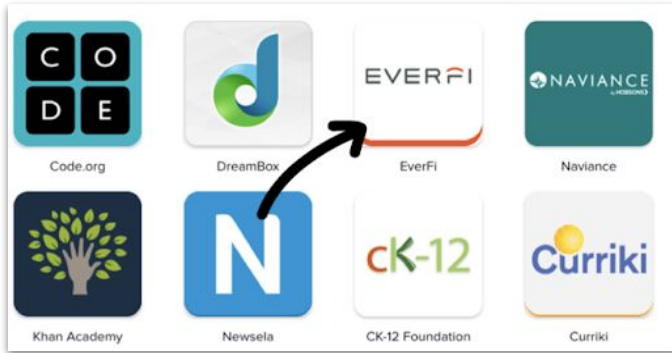 C O
D E
EVERFI
NAVIANCE
by HOBSONS
Code.org
DreamBox
EverFi
Naviance
N
cK-12
Curriki
Khan Academy
Newsela
CK-12 Foundation
Curriki